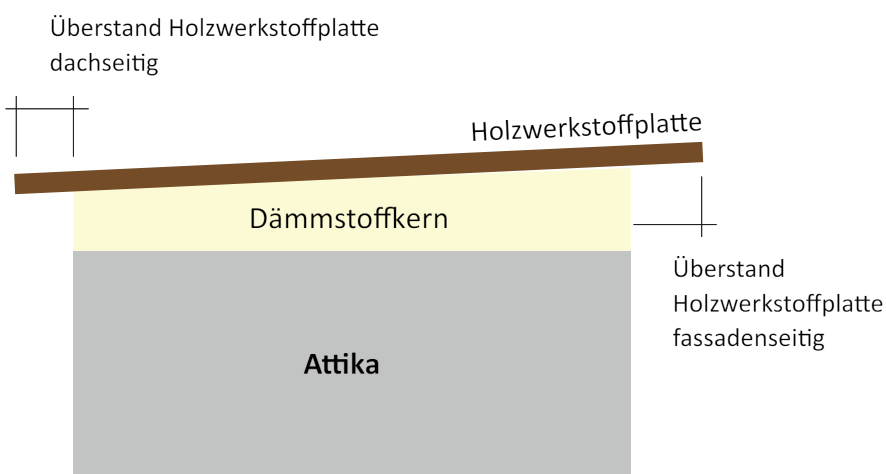 Überstand Holzwerkstoffplatte
dachseitig
Holzwerkstoffplatte
Dämmstoffkern
Überstand
Holzwerkstoffplatte
fassadenseitig
Attika